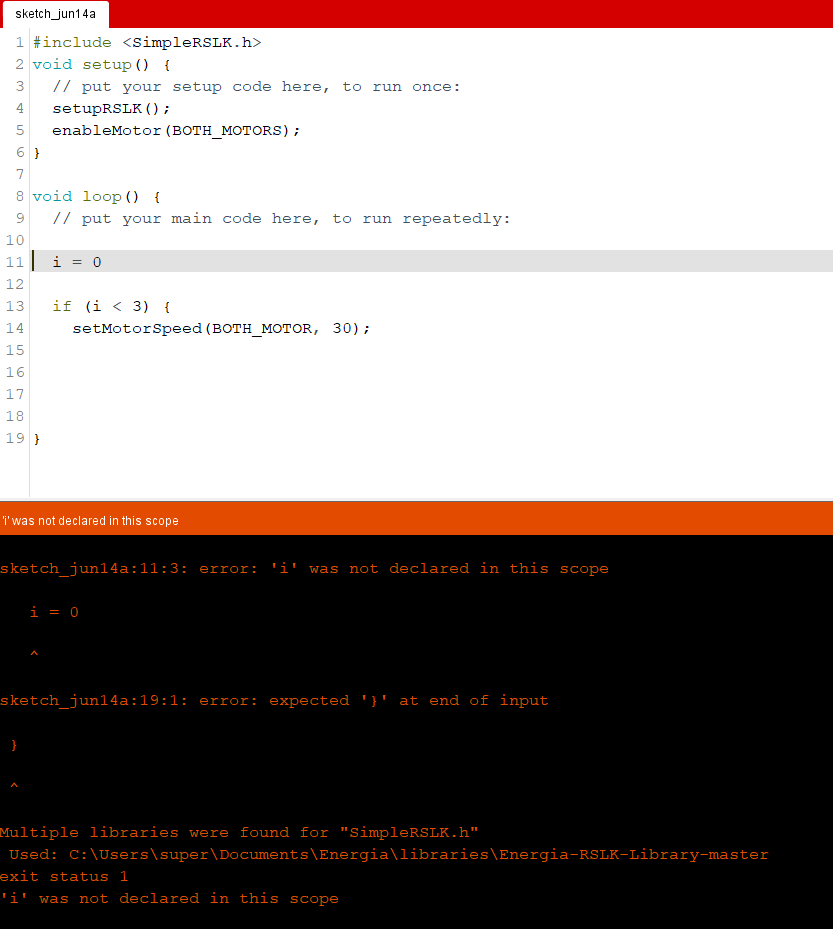 sketch_jun14a
1 #include <SimpleRSLK.h>
2 void setup() {
3   // put your setup code here, to run once:
4   setupRSLK();
5   enableMotor(BOTH_MOTORS);
6 }
7
8 void loop() {
9   // put your main code here, to run repeatedly:
10
11   i = 0
12
13   if (i < 3) {
14     setMotorSpeed(BOTH_MOTOR, 30);
15
16
17
18
19 }
'i' was not declared in this scope
sketch_jun14a:11:3: error: 'i' was not declared in this scope
   i = 0
   ^
sketch_jun14a:19:1: error: expected '}' at end of input
 }
 ^
Multiple libraries were found for "SimpleRSLK.h"
 Used: C:\Users\super\Documents\Energia\libraries\Energia-RSLK-Library-master
exit status 1
'i' was not declared in this scope